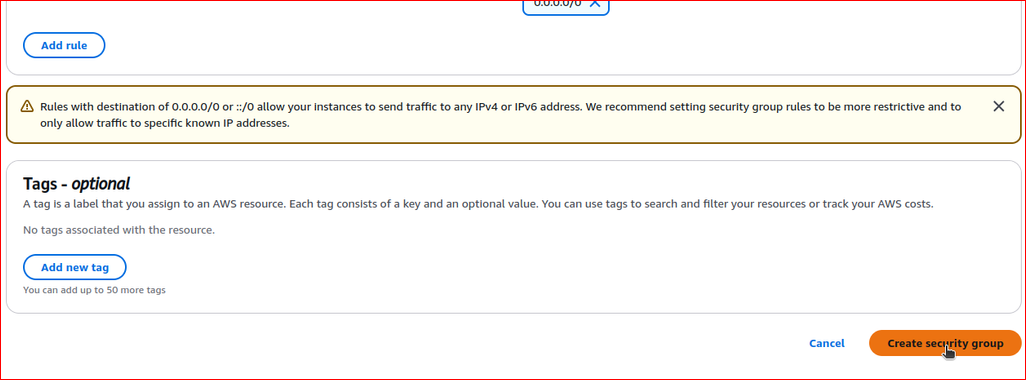 0.0.0.0/0
Add rule
Rules with destination of 0.0.0.0/0 or ::/0 allow your instances to send traffic to any IPv4 or IPv6 address. We recommend setting security group rules to be more restrictive and to
only allow traffic to specific known IP addresses.
Tags - optional
A tag is a label that you assign to an AWS resource. Each tag consists of a key and an optional value. You can use tags to search and filter your resources or track your AWS costs.
No tags associated with the resource.
Add new tag
You can add up to 50 more tags
Cancel Create security group